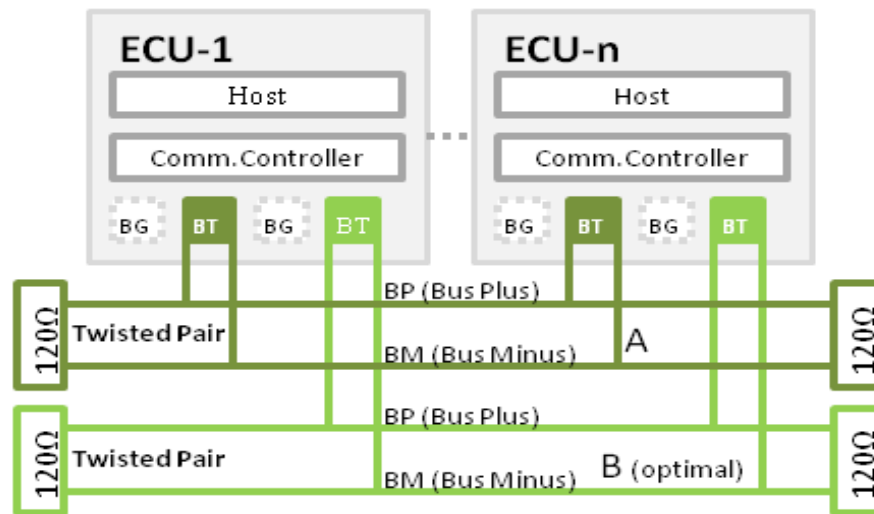 ECU-1
Host
Comm.Controller
BG
BT
BG
BT
ECU-n
Host
Comm.Controller
BG
BT
BG
BT
BP (Bus Plus)
120Ω
Twisted Pair
BM (Bus Minus)
A
120Ω
BP (Bus Plus)
120Ω
Twisted Pair
BM (Bus Minus)
B (optimal)
120Ω